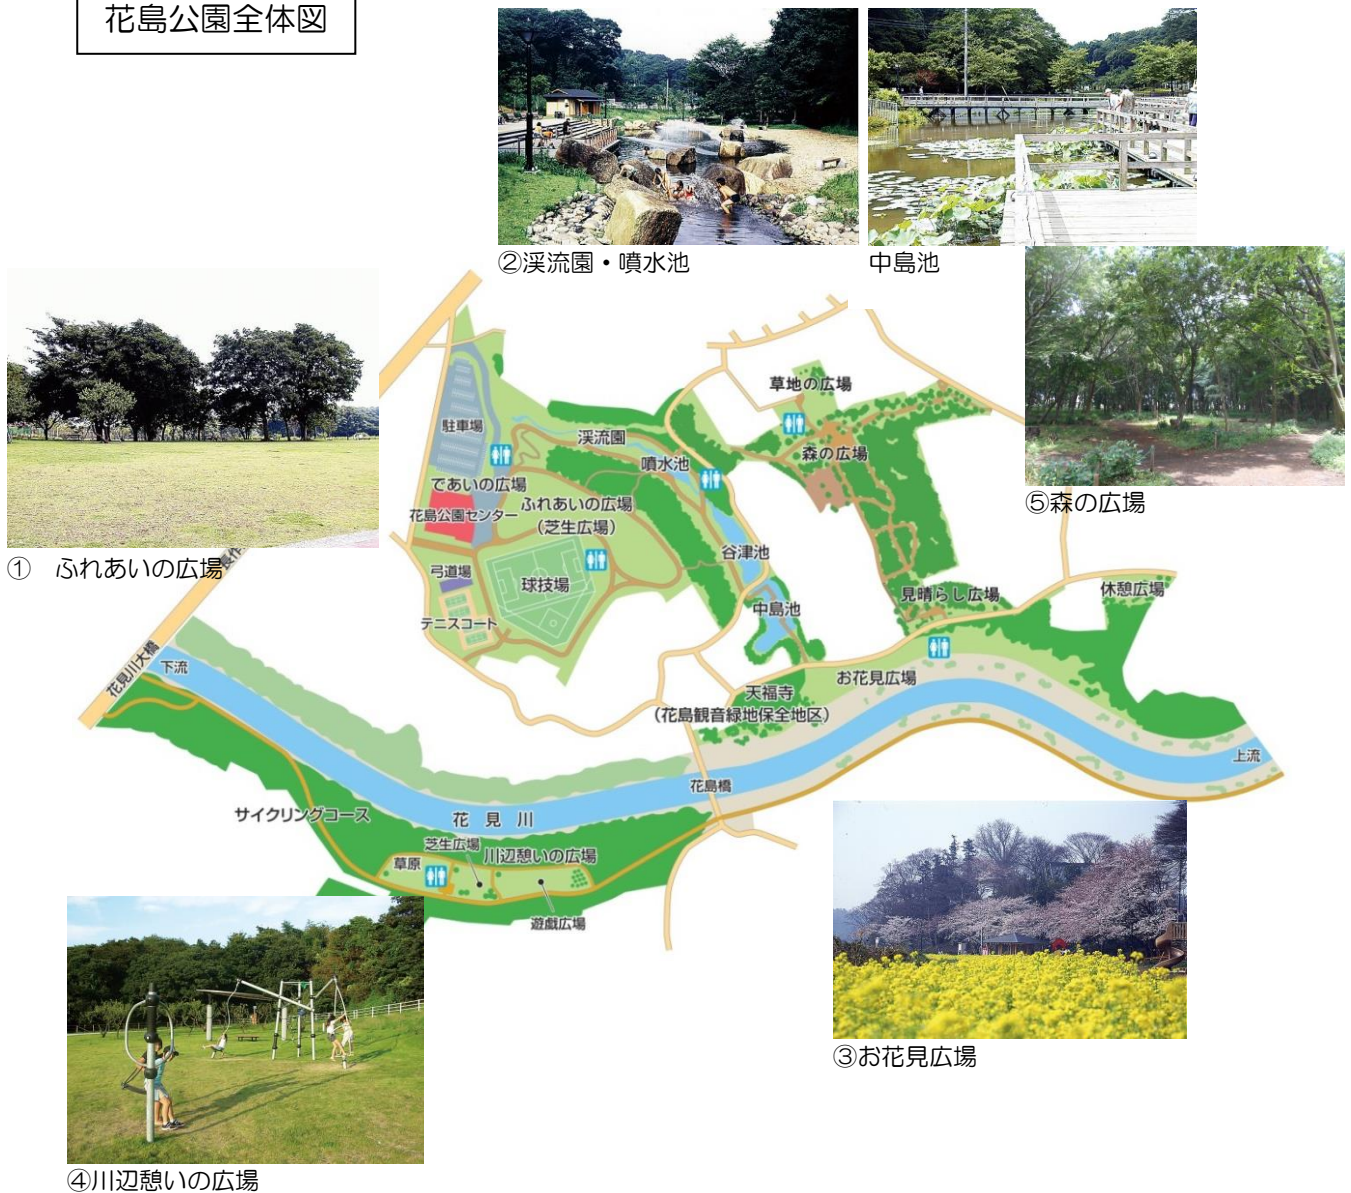 花島公園全体図
②渓流園・噴水池
中島池
⑤森の広場
① ふれあいの広場
草地の広場
駐車場
渓流園
噴水池
森の広場
であいの広場
花島公園センター
ふれあいの広場
(芝生広場)
谷津池
弓道場
球技場
中島池
見晴らし広場
休憩広場
テニスコート
花見川大橋
下流
お花見広場
天福寺
(花島観音緑地保全地区)
上流
花島橋
サイクリングコース
花見川
芝生広場
川辺憩いの広場
草原
遊戯広場
③お花見広場
④川辺憩いの広場